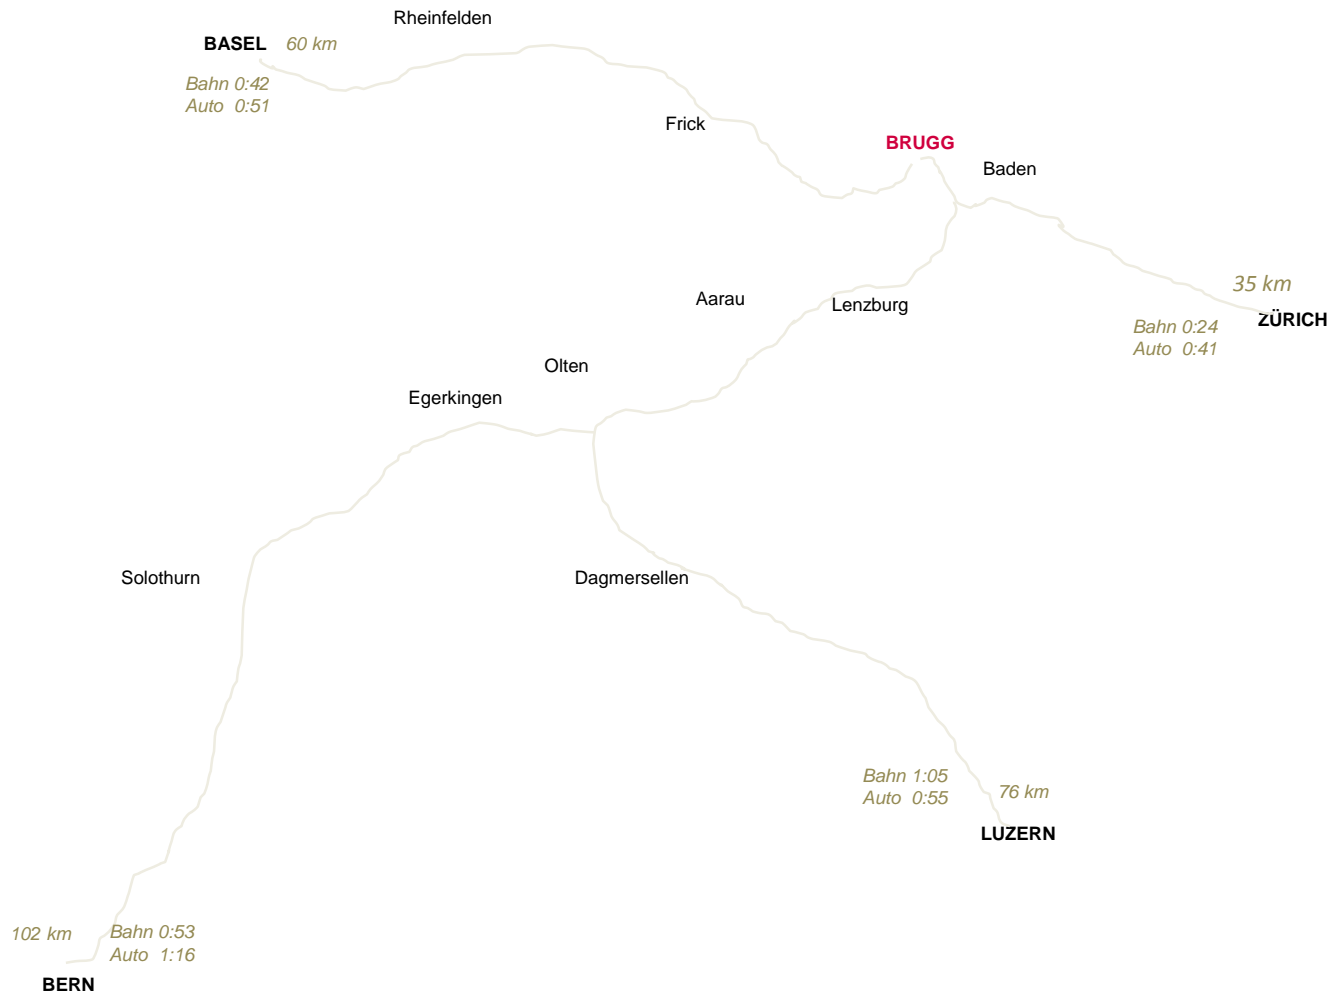 Rheinfelden
BASEL 60 km
Bahn 0:42
Auto 0:51
Frick
BRUGG
Baden
35 km
ZÜRICH
Bahn 0:24
Auto 0:41
Aarau
Lenzburg
Olten
Egerkingen
Solothurn
Dagmersellen
Bahn 1:05
Auto 0:55
76 km
LUZERN
102 km
Bahn 0:53
Auto 1:16
BERN